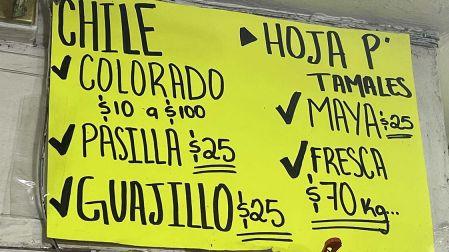 CHILE
✓ COLORADO
$10 a $100
✓ PASILLA $25
✓ GUAJILLO $25
▶ HOJA P'
TAMALES
✓ MAYA $25
✓ FRESCA
$70 Kg...